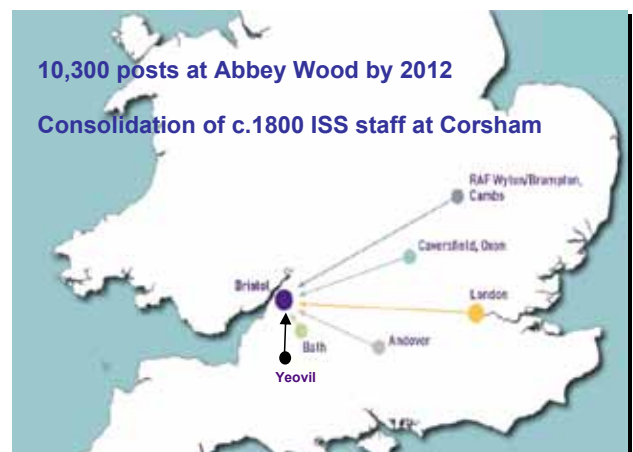 10,300 posts at Abbey Wood by 2012
Consolidation of c.1800 ISS staff at Corsham
RAF Wyton/Brampton,
Cambs
Caversfield, Oxon
Bristol
London
Bath
Andover
Yeovil